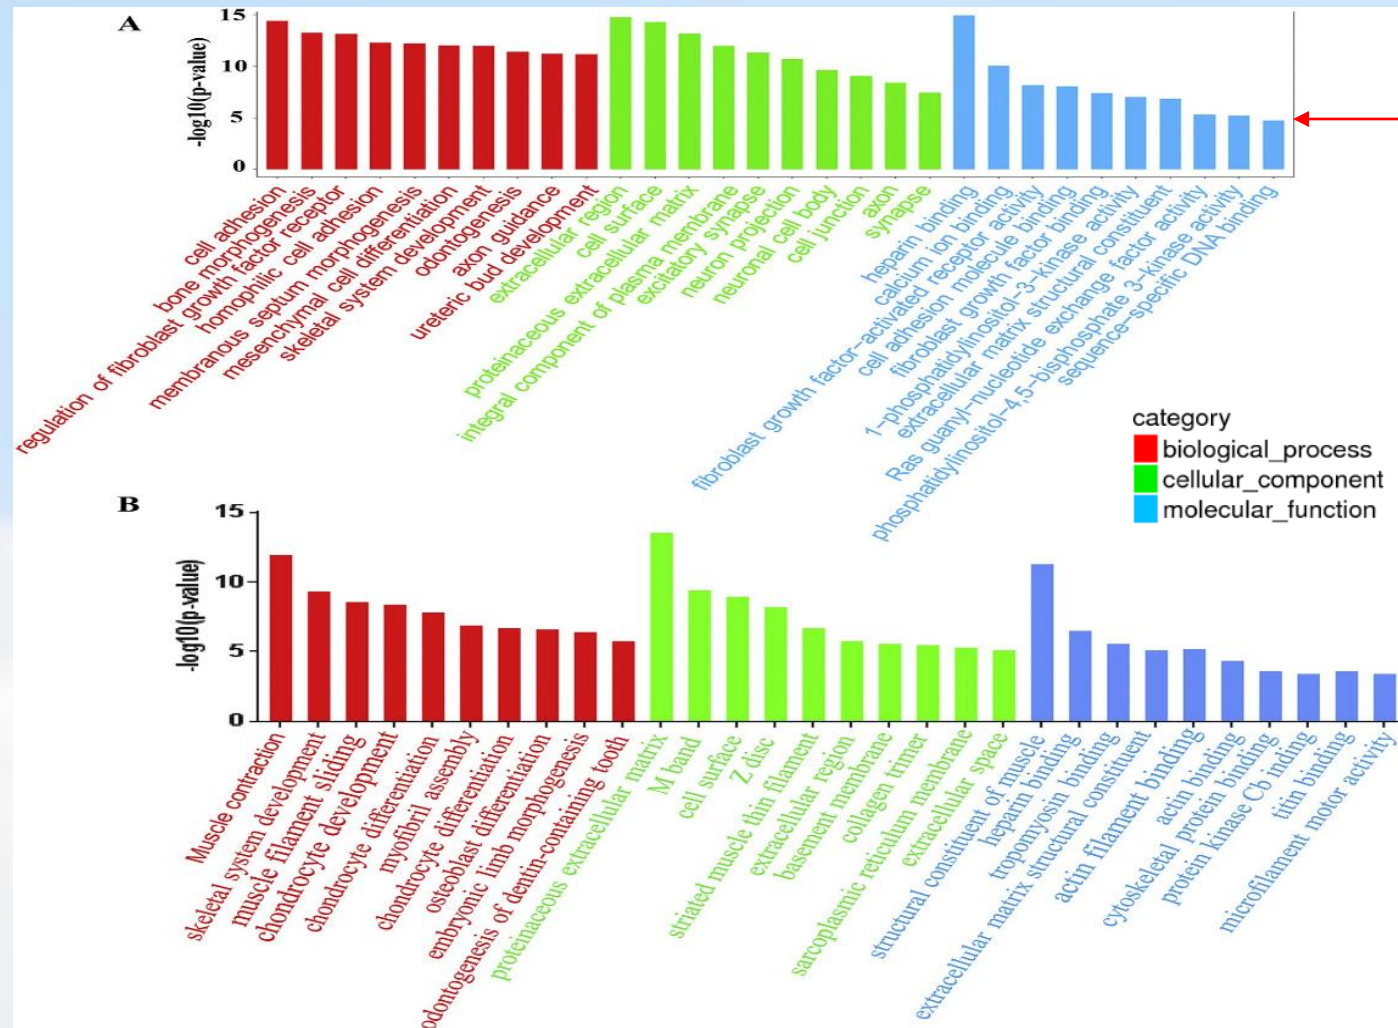 A
-log10(p-value)
15
10
5
0
cell adhesion
bone morphogenesis
regulation of fibroblast growth factor receptor
homophilic cell adhesion
membranous septum morphogenesis
mesenchymal cell differentiation
skeletal system development
odontogenesis
axon guidance
ureteric bud development
extracellular region
cell surface
proteinaceous extracellular matrix
integral component of plasma membrane
excitatory synapse
neuron projection
neuronal cell body
cell junction
axon
synapse
heparin binding
calcium ion binding
fibroblast growth factor-activated receptor activity
cell adhesion molecule binding
fibroblast growth factor binding
1-phosphatidylinositol-3-kinase activity
extracellular matrix structural constituent
Ras guanyl-nucleotide exchange factor activity
phosphatidylinositol-4,5-bisphosphate 3-kinase activity
sequence-specific DNA binding
category
biological_process
cellular_component
molecular_function
B
-log10(p-value)
15
10
5
0
Muscle contraction
skeletal system development
muscle filament sliding
chondrocyte development
chondrocyte differentiation
myofibril assembly
chondrocyte differentiation
osteoblast differentiation
embryonic limb morphogenesis
odontogenesis of dentin-containing tooth
proteinaceous extracellular matrix
M band
cell surface
Z disc
striated muscle thin filament
extracellular region
basement membrane
collagen trimer
sarcoplasmic reticulum membrane
extracellular space
structural constituent of muscle
heparin binding
tropomyosin binding
extracellular matrix structural constituent
actin filament binding
actin binding
cytoskeletal protein binding
protein kinase Cb inding
titin binding
microfilament motor activity